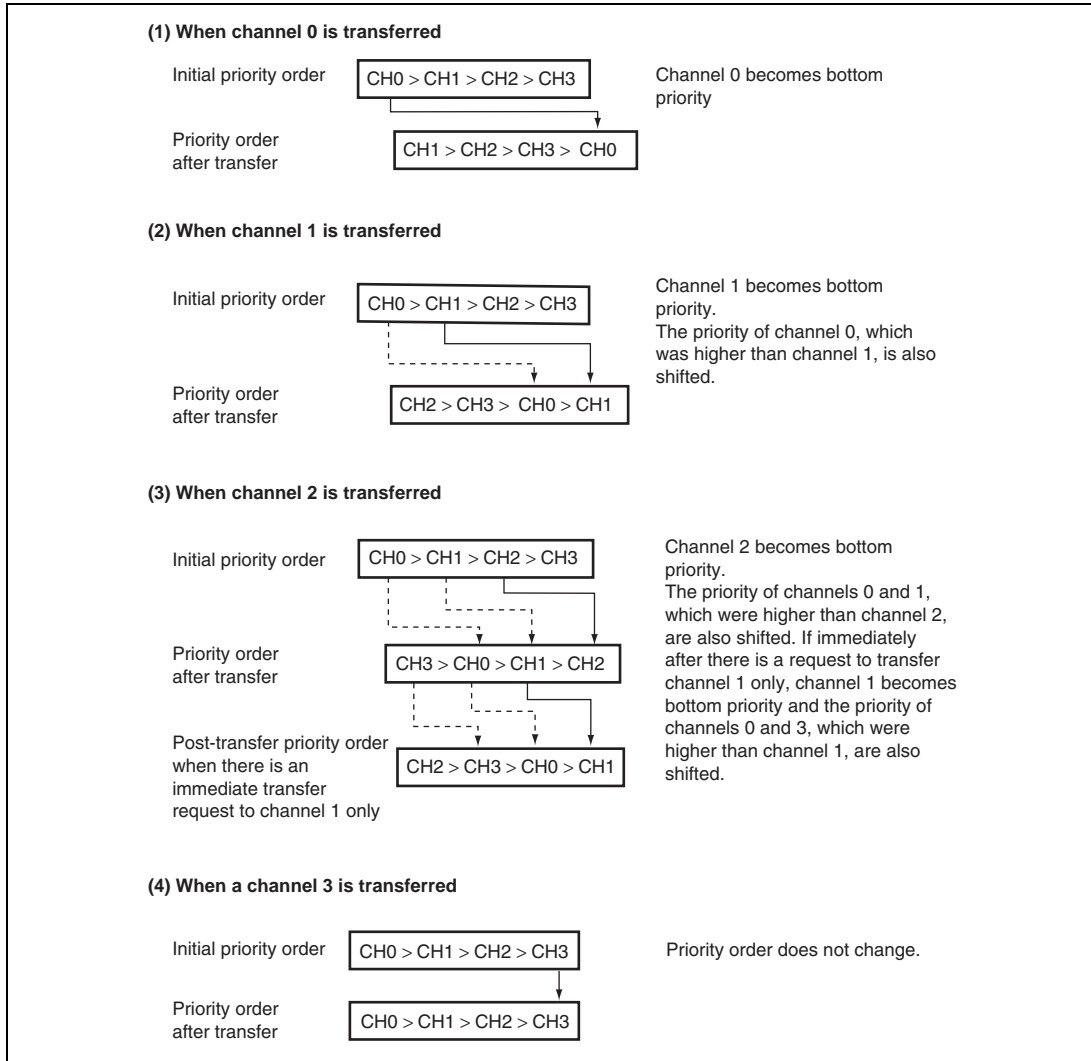 (1) When channel 0 is transferred
Initial priority order
CH0 > CH1 > CH2 > CH3
Channel 0 becomes bottom
priority
Priority order
after transfer
CH1 > CH2 > CH3 > CH0
(2) When channel 1 is transferred
Initial priority order
CH0 > CH1 > CH2 > CH3
Channel 1 becomes bottom
priority.
The priority of channel 0, which
was higher than channel 1, is also
shifted.
Priority order
after transfer
CH2 > CH3 > CH0 > CH1
(3) When channel 2 is transferred
Initial priority order
CH0 > CH1 > CH2 > CH3
Channel 2 becomes bottom
priority.
The priority of channels 0 and 1,
which were higher than channel 2,
are also shifted. If immediately
after there is a request to transfer
channel 1 only, channel 1 becomes
bottom priority and the priority of
channels 0 and 3, which were
higher than channel 1, are also
shifted.
Priority order
after transfer
CH3 > CH0 > CH1 > CH2
Post-transfer priority order
when there is an
immediate transfer
request to channel 1 only
CH2 > CH3 > CH0 > CH1
(4) When a channel 3 is transferred
Initial priority order
CH0 > CH1 > CH2 > CH3
Priority order does not change.
Priority order
after transfer
CH0 > CH1 > CH2 > CH3